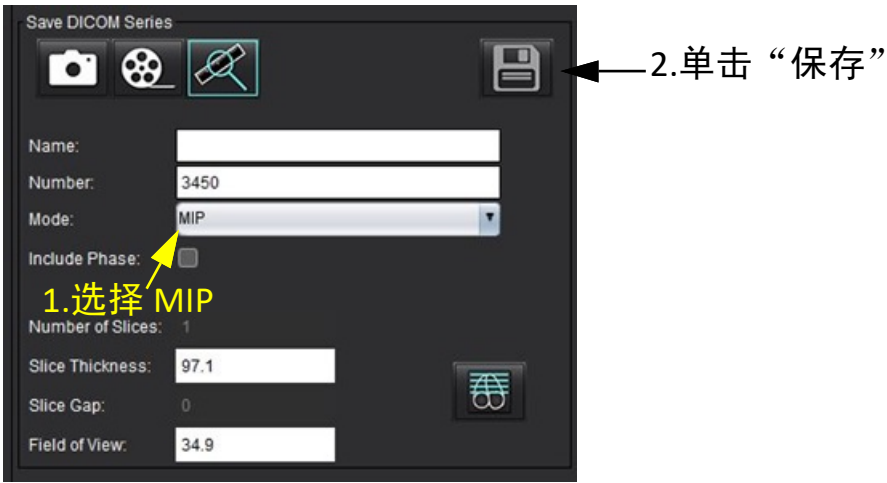 Save DICOM Series
2.单击“保存”
Name:
Number: 3450
Mode: MIP
Include Phase:
1.选择 MIP
Number of Slices: 1
Slice Thickness: 97.1
Slice Gap: 0
Field of View: 34.9